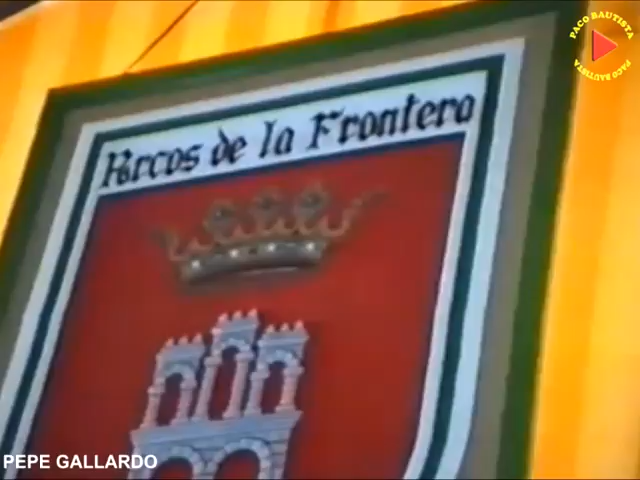 PACO BAUTISTA
PACO BAUTISTA
Arcos de la Frontera
PEPE GALLARDO